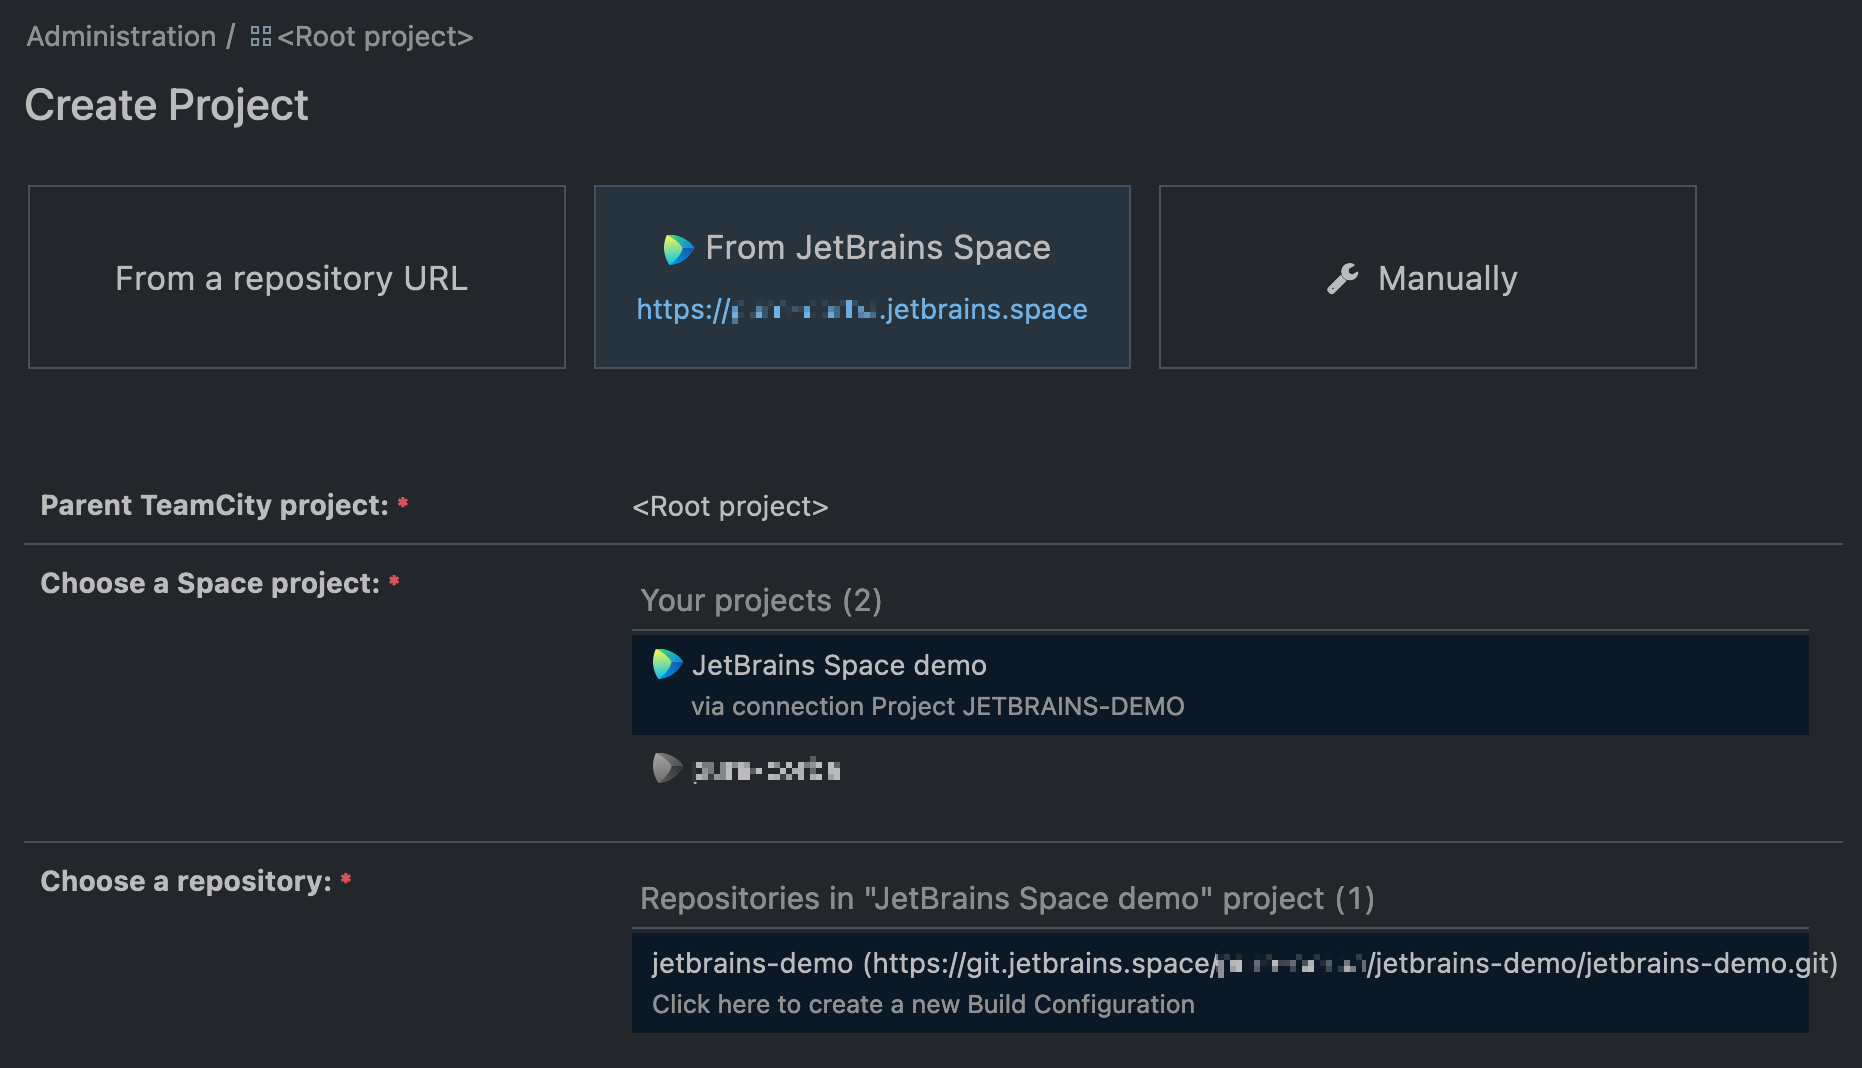 Administration / <Root project>
Create Project
From a repository URL
From JetBrains Space
https:// .jetbrains.space
Manually
Parent TeamCity project: *
<Root project>
Choose a Space project: *
Your projects (2)
JetBrains Space demo
via connection Project JETBRAINS-DEMO
Choose a repository: *
Repositories in "JetBrains Space demo" project (1)
jetbrains-demo (https://git.jetbrains.space/ /jetbrains-demo/jetbrains-demo.git)
Click here to create a new Build Configuration